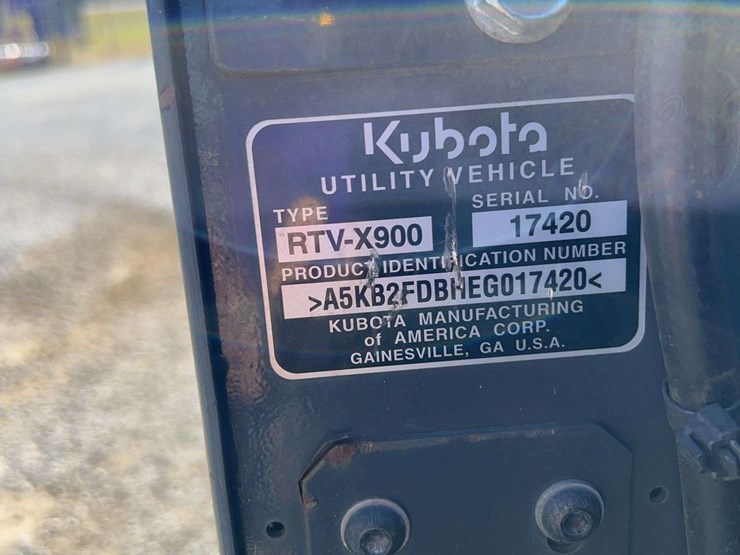 Kubota
UTILITY VEHICLE
TYPE
SERIAL NO.
RTV-X900
17420
PRODUCT IDENTIFICATION NUMBER
>A5KB2FDBHEG017420<
KUBOTA MANUFACTURING
of AMERICA CORP.
GAINESVILLE, GA U.S.A.